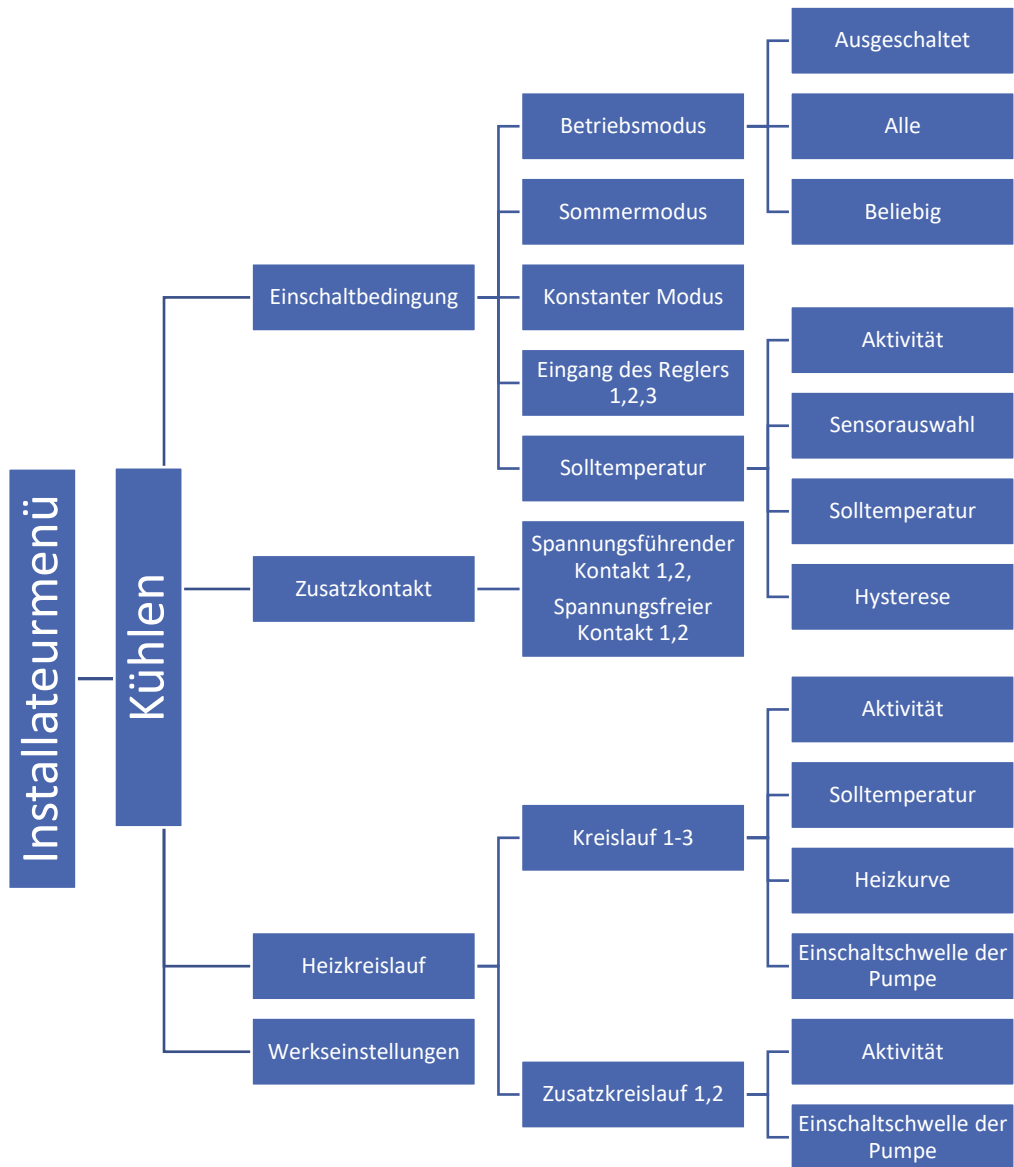 Installateurmenü
Kühlen
Einschaltbedingung
Betriebsmodus
Ausgeschaltet
Alle
Beliebig
Sommermodus
Konstanter Modus
Eingang des Reglers
1,2,3
Solltemperatur
Aktivität
Sensorauswahl
Solltemperatur
Hysterese
Zusatzkontakt
Spannungsführender
Kontakt 1,2,
Spannungsfreier
Kontakt 1,2
Heizkreislauf
Kreislauf 1-3
Aktivität
Solltemperatur
Heizkurve
Einschaltschwelle der
Pumpe
Zusatzkreislauf 1,2
Aktivität
Einschaltschwelle der
Pumpe
Werkseinstellungen